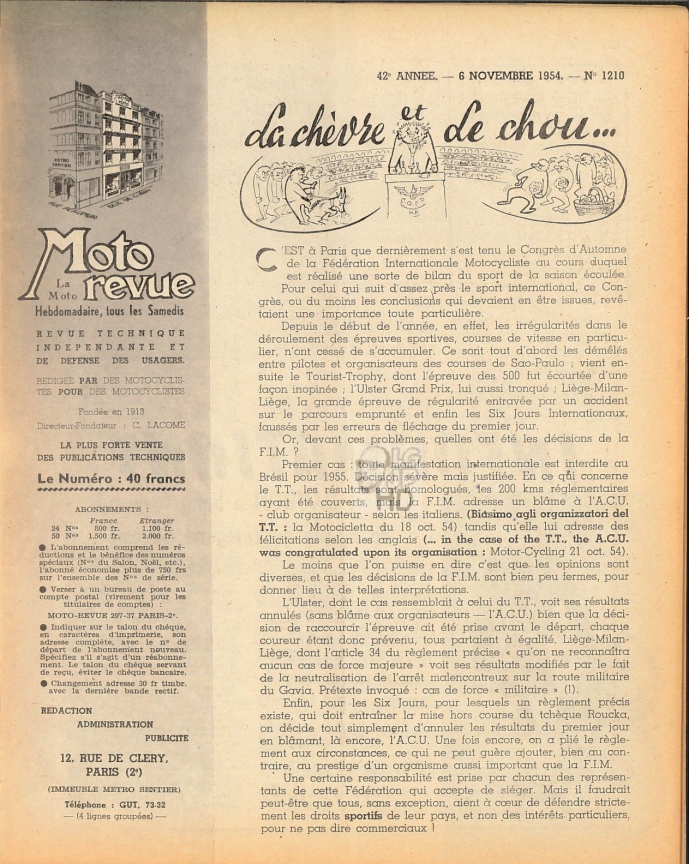 42e ANNEE. — 6 NOVEMBRE 1954. — No 1210
La chèvre et Le chou...
METRO
SENTIER
Moto
La
Moto revue
Hebdomadaire, tous les Samedis
REVUE TECHNIQUE
INDEPENDANTE ET
DE DEFENSE DES USAGERS.
REDIGEE PAR DES MOTOCYCLIS-
TES POUR DES MOTOCYCLISTES
Fondée en 1913
Directeur-Fondateur : C. LACOME
LA PLUS FORTE VENTE
DES PUBLICATIONS TECHNIQUES
Le Numéro : 40 francs
ABONNEMENTS :
France Etranger
24 Nos 800 fr. 1.100 fr.
50 Nos 1.500 fr. 2.000 fr.
● L'abonnement comprend les ré-
ductions et le bénéfice des numéros
spéciaux (Nos du Salon, Noël, etc.),
l'abonné économise plus de 750 frs
sur l'ensemble des Nos de série.
● Verser à un bureau de poste au
compte postal (virement pour les
titulaires de comptes) :
MOTO-REVUE 297-37 PARIS-2e.
● Indiquer sur le talon du chèque,
en caractères d'imprimerie, son
adresse complète, avec le no de
départ de l'abonnement nouveau.
Spécifiez s'il s'agit d'un réabonne-
ment. Le talon du chèque servant
de reçu, éviter le chèque bancaire.
● Changement adresse 30 fr timbr.
avec la dernière bande rectif.
REDACTION
ADMINISTRATION
PUBLICITE
12, RUE DE CLERY,
PARIS (2e)
(IMMEUBLE METRO SENTIER)
Téléphone : GUT. 73-32
— (4 lignes groupées) —
C'EST à Paris que dernièrement s'est tenu le Congrès d'Automne
de la Fédération Internationale Motocycliste au cours duquel
est réalisé une sorte de bilan du sport de la saison écoulée.
Pour celui qui suit d'assez près le sport international, ce Con-
grès, ou du moins les conclusions qui devaient en être issues, revê-
taient une importance toute particulière.
Depuis le début de l'année, en effet, les irrégularités dans le
déroulement des épreuves sportives, courses de vitesse en particu-
lier, n'ont cessé de s'accumuler. Ce sont tout d'abord les démêlés
entre pilotes et organisateurs des courses de Sao-Paulo ; vient en-
suite le Tourist-Trophy, dont l'épreuve des 500 fut écourtée d'une
façon inopinée ; l'Ulster Grand Prix, lui aussi tronqué ; Liège-Milan-
Liège, la grande épreuve de régularité entravée par un accident
sur le parcours emprunté et enfin les Six Jours Internationaux,
faussés par les erreurs de fléchage du premier jour.
Or, devant ces problèmes, quelles ont été les décisions de la
F.I.M. ?
Premier cas : toute manifestation internationale est interdite au
Brésil pour 1955. Décision sévère mais justifiée. En ce qui concerne
le T.T., les résultats sont homologués, les 200 kms réglementaires
ayant été couverts, mais la F.I.M. adresse un blâme à l'A.C.U.
- club organisateur - selon les italiens. (Biasimo agli organizzatori del
T.T. : la Motocicletta du 18 oct. 54) tandis qu'elle lui adresse des
félicitations selon les anglais (... in the case of the T.T., the A.C.U.
was congratulated upon its organisation : Motor-Cycling 21 oct. 54).
Le moins que l'on puisse en dire c'est que les opinions sont
diverses, et que les décisions de la F.I.M. sont bien peu fermes, pour
donner lieu à de telles interprétations.
L'Ulster, dont le cas ressemblait à celui du T.T., voit ses résultats
annulés (sans blâme aux organisateurs — l'A.C.U.) bien que la déci-
sion de raccourir l'épreuve ait été prise avant le départ, chaque
coureur étant donc prévenu, tous partaient à égalité. Liège-Milan-
Liège, dont l'article 34 du règlement précise « qu'on ne reconnaîtra
aucun cas de force majeure » voit ses résultats modifiés par le fait
de la neutralisation de l'arrêt malencontreux sur la route militaire
du Gavia. Prétexte invoqué : cas de force « militaire » (!).
Enfin, pour les Six Jours, pour lesquels un règlement précis
existe, qui doit entraîner la mise hors course du tchèque Roucka,
on décide tout simplement d'annuler les résultats du premier jour
en blâmant, là encore, l'A.C.U. Une fois encore, on a plié le règle-
ment aux circonstances, ce qui ne peut guère ajouter, bien au con-
traire, au prestige d'un organisme aussi important que la F.I.M.
Une certaine responsabilité est prise par chacun des représen-
tants de cette Fédération qui accepte de siéger. Mais il faudrait
peut-être que tous, sans exception, aient à cœur de défendre stricte-
ment les droits sportifs de leur pays, et non des intérêts particuliers,
pour ne pas dire commerciaux !